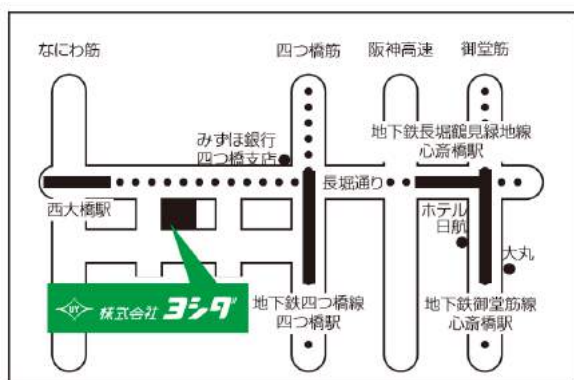 なにわ筋
四つ橋筋
阪神高速
御堂筋
みずほ銀行
四つ橋支店
地下鉄長堀鶴見緑地線
心斎橋駅
西大橋駅
長堀通り
ホテル
日航
大丸
UY 株式会社 ヨシダ
地下鉄四つ橋線
四つ橋駅
地下鉄御堂筋線
心斎橋駅